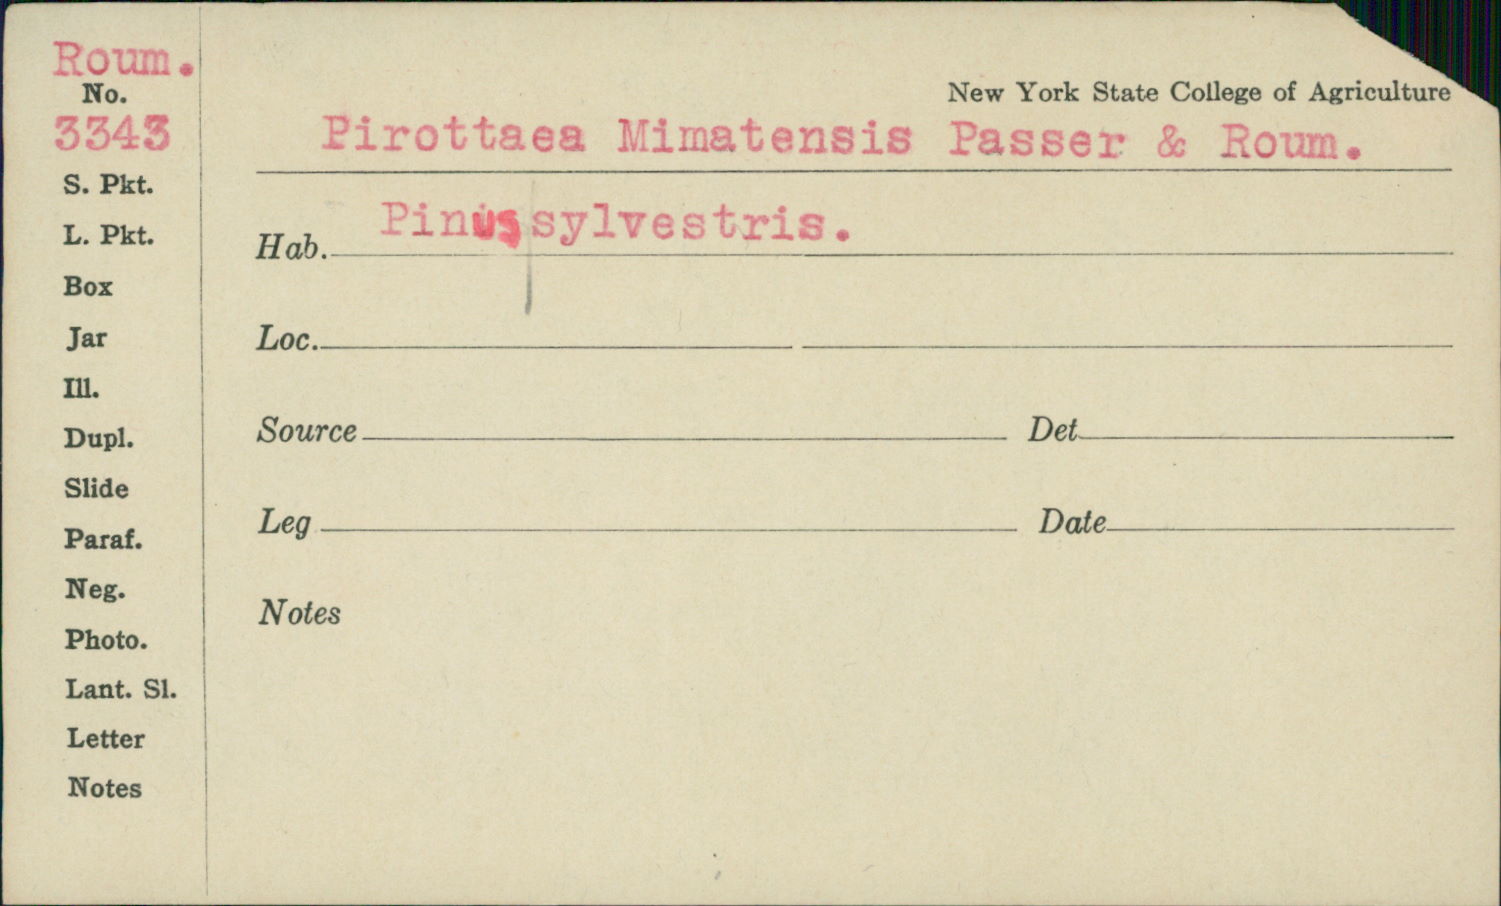 Roum.
No.
3343
New York State College of Agriculture
Pirottaea Mimatensis Passer & Roum.
S. Pkt.
L. Pkt.
Box
Jar
Ill.
Dupl.
Slide
Paraf.
Neg.
Photo.
Lant. Sl.
Letter
Notes
Hab. Pinus sylvestris.
Loc.
Source Det
Leg Date
Notes